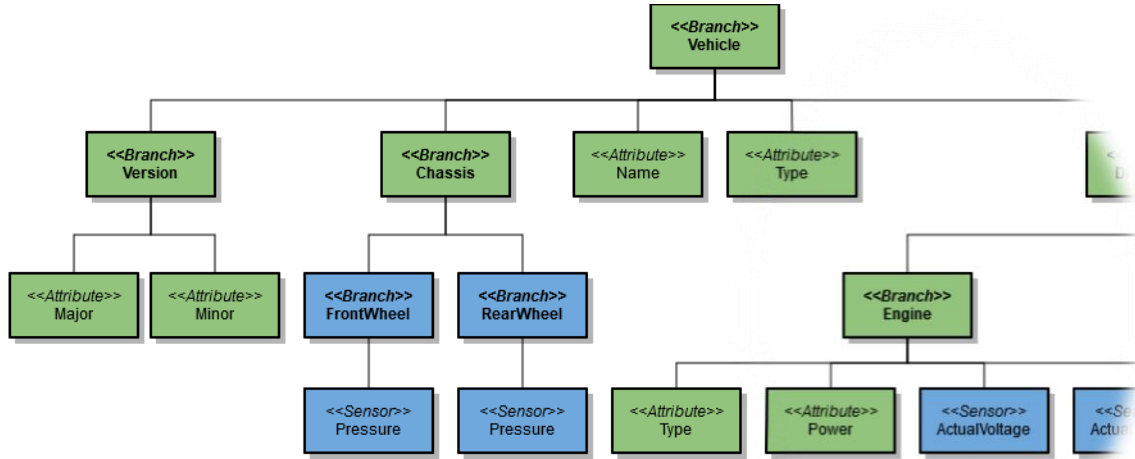 <<Branch>>
Vehicle
<<Branch>>
Version
<<Branch>>
Chassis
<<Attribute>>
Name
<<Attribute>>
Type
<<Attribute>>
Major
<<Attribute>>
Minor
<<Branch>>
FrontWheel
<<Branch>>
RearWheel
<<Branch>>
Engine
<<Sensor>>
Pressure
<<Sensor>>
Pressure
<<Attribute>>
Type
<<Attribute>>
Power
<<Sensor>>
ActualVoltage